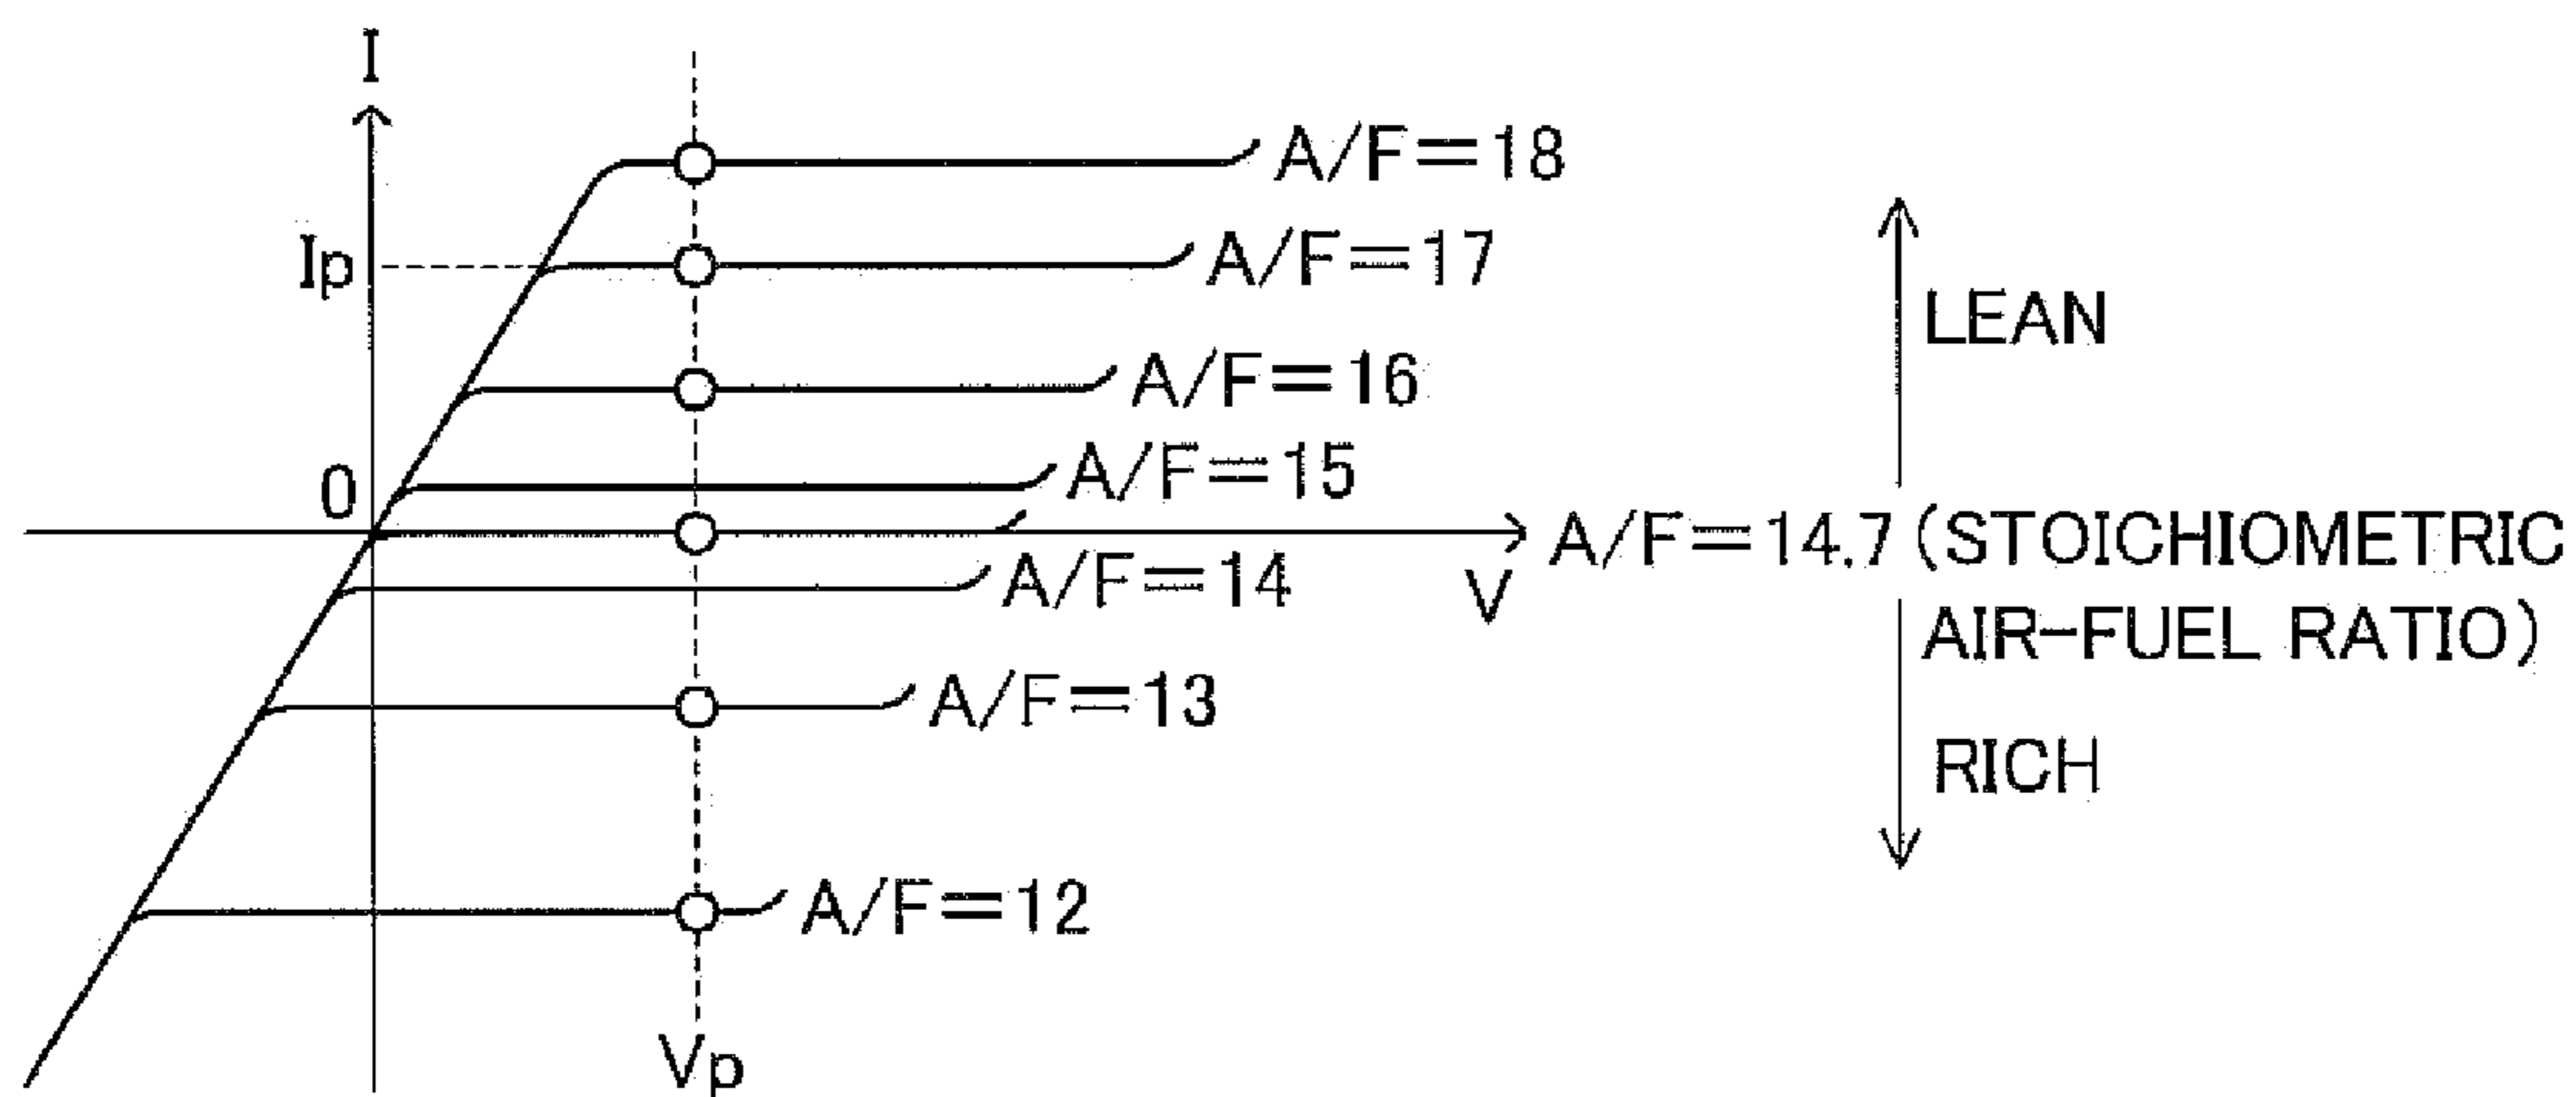 I
A/F=18
Ip
A/F=17
LEAN
A/F=16
A/F=15
0
A/F=14.7 (STOICHIOMETRIC
AIR-FUEL RATIO)
V
A/F=14
A/F=13
RICH
A/F=12
Vp